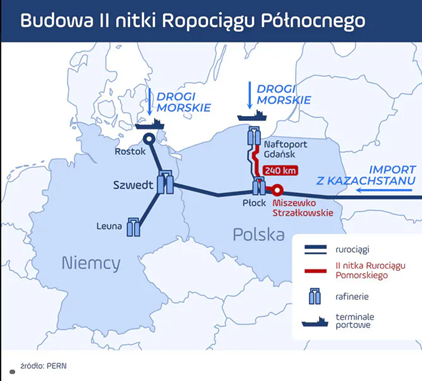 Budowa II nitki Ropociągu Północnego
DROGI
MORSKIE
DROGI
MORSKIE
Rostok
Naftoport
Gdańsk
240 km
IMPORT
Z KAZACHSTANU
Szwedt
Płock
Miszewko
Strzałkowskie
Leuna
Polska
Niemcy
rurociągi
II nitka Rurociągu
Pomorskiego
rafinerie
terminale
portowe
źródło: PERN